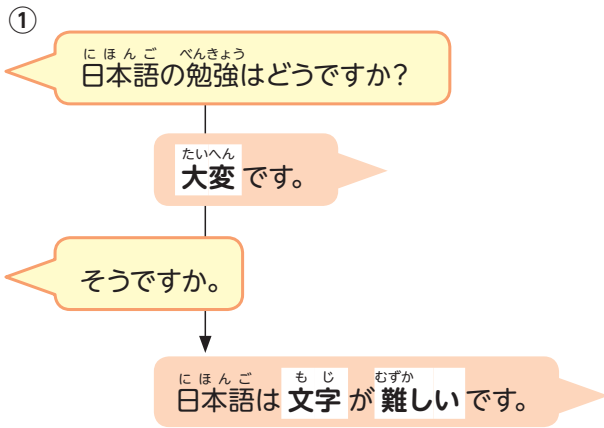 ①
にほんご べんきょう
日本語の勉強はどうですか？
たいへん
大変です。
そうですか。
にほんご もじ むずか
日本語は文字が難しいです。